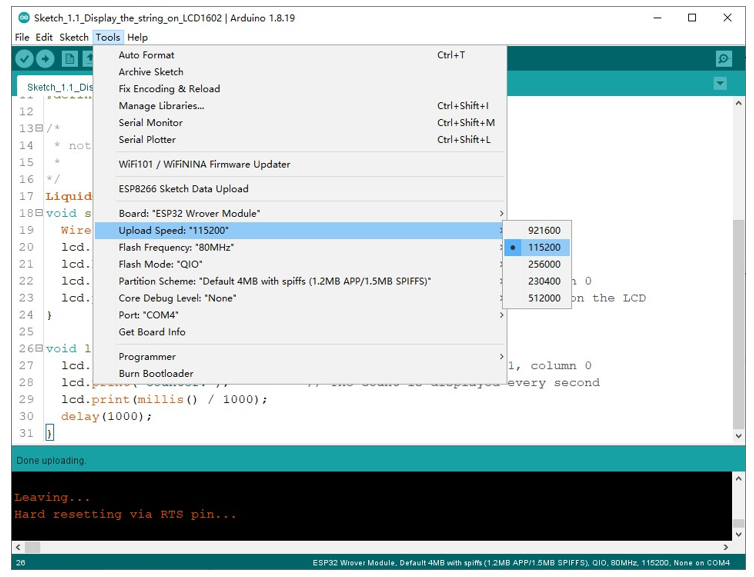 Sketch_1.1_Display_the_string_on_LCD1602 | Arduino 1.8.19
File Edit Sketch Tools Help
Sketch_1.1_Dis
Auto Format Ctrl+T
Archive Sketch
Fix Encoding & Reload
Manage Libraries... Ctrl+Shift+I
Serial Monitor Ctrl+Shift+M
Serial Plotter Ctrl+Shift+L
WiFi101 / WiFiNINA Firmware Updater
ESP8266 Sketch Data Upload
Board: "ESP32 Wrover Module"
Upload Speed: "115200"
Flash Frequency: "80MHz"
Flash Mode: "QIO"
Partition Scheme: "Default 4MB with spiffs (1.2MB APP/1.5MB SPIFFS)"
Core Debug Level: "None"
Port: "COM4"
Get Board Info
Programmer
Burn Bootloader
921600
115200
256000
230400
512000
12
13 /*
14 * not
15 *
16 */
17 Liquid
18 void s
19 Wire
20 lcd.
21 lcd.
22 lcd. n 0
23 lcd. on the LCD
24 }
25
26 void l
27 lcd. 1, column 0
28 lcd. every second
29 lcd.print(millis() / 1000);
30 delay(1000);
31 }
Done uploading.
Leaving...
Hard resetting via RTS pin...
26 ESP32 Wrover Module, Default 4MB with spiffs (1.2MB APP/1.5MB SPIFFS), QIO, 80MHz, 115200, None on COM4